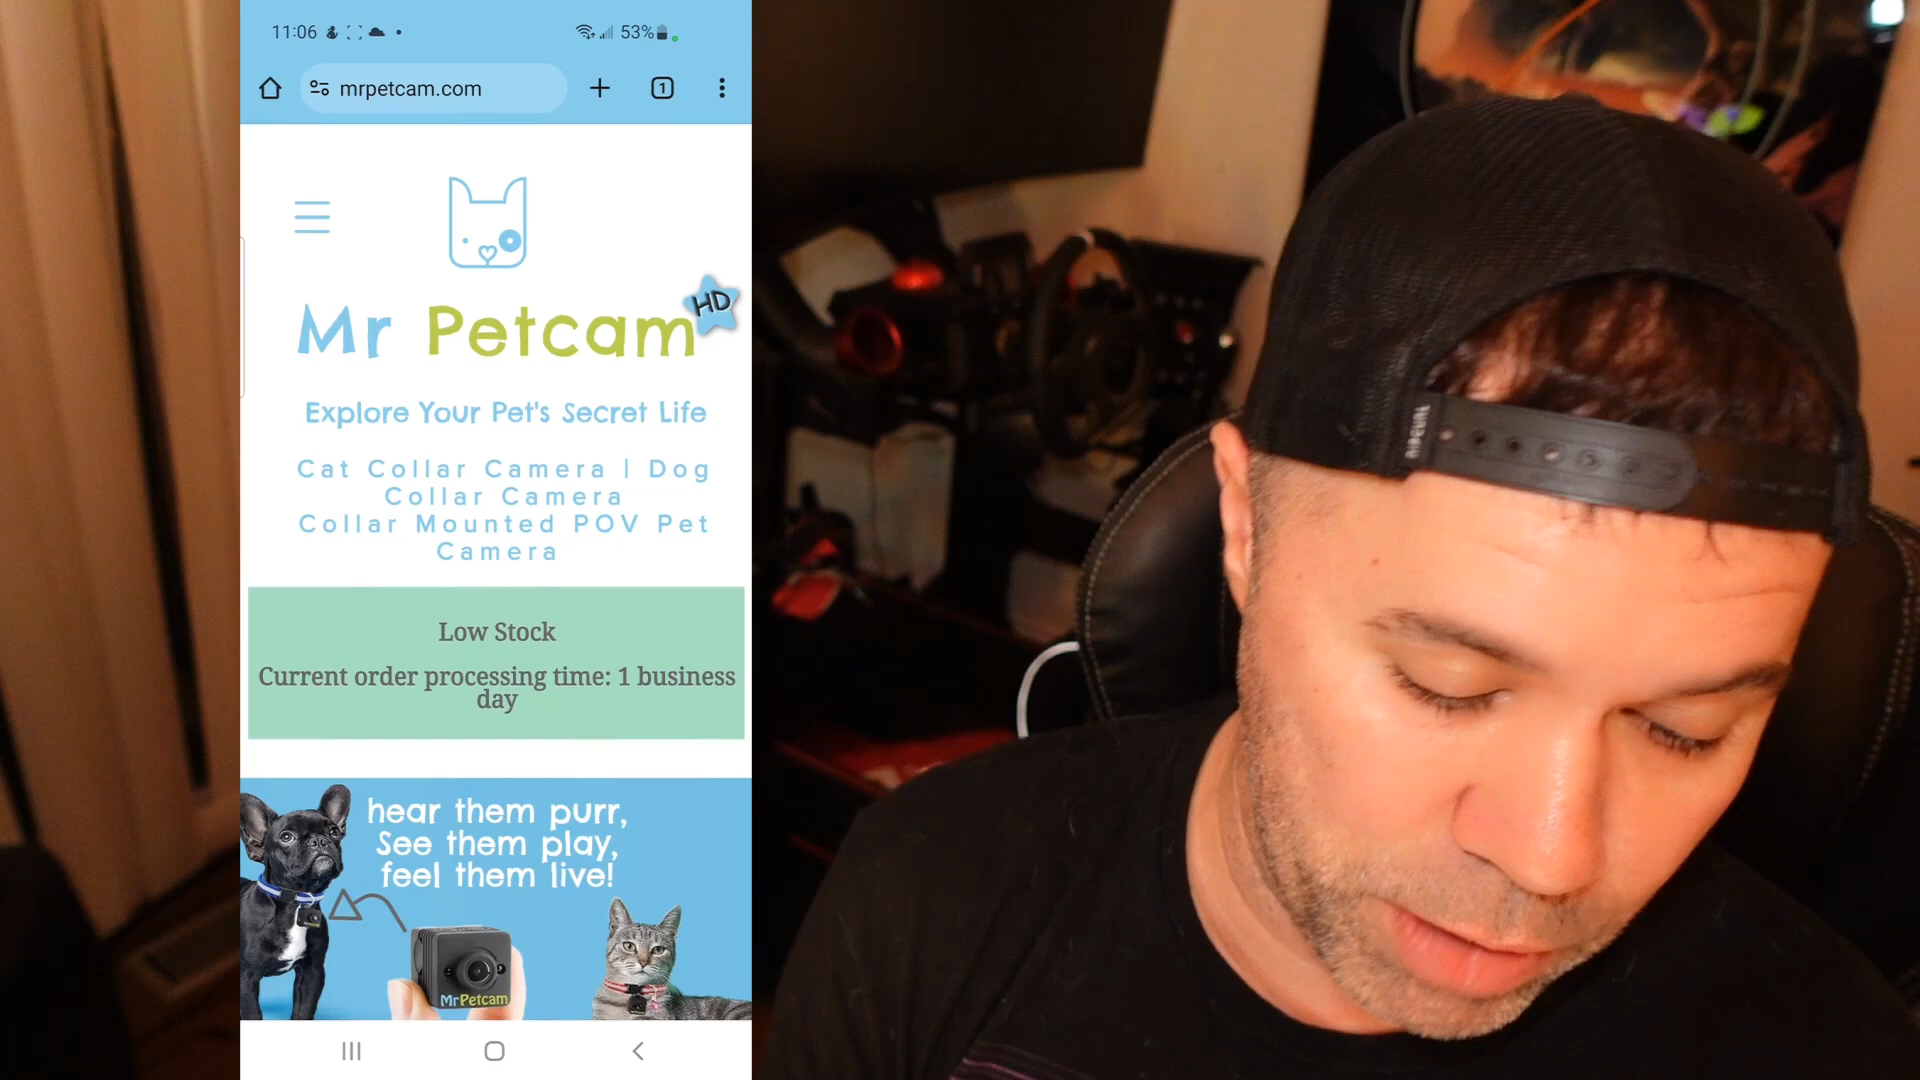 11:06
53%
mrpetcam.com
1
HD
Mr Petcam
Explore Your Pet's Secret Life
Cat Collar Camera | Dog
Collar Camera
Collar Mounted POV Pet
Camera
Low Stock
Current order processing time: 1 business
day
hear them purr,
See them play,
feel them live!
MrPetcam
RIPCURL